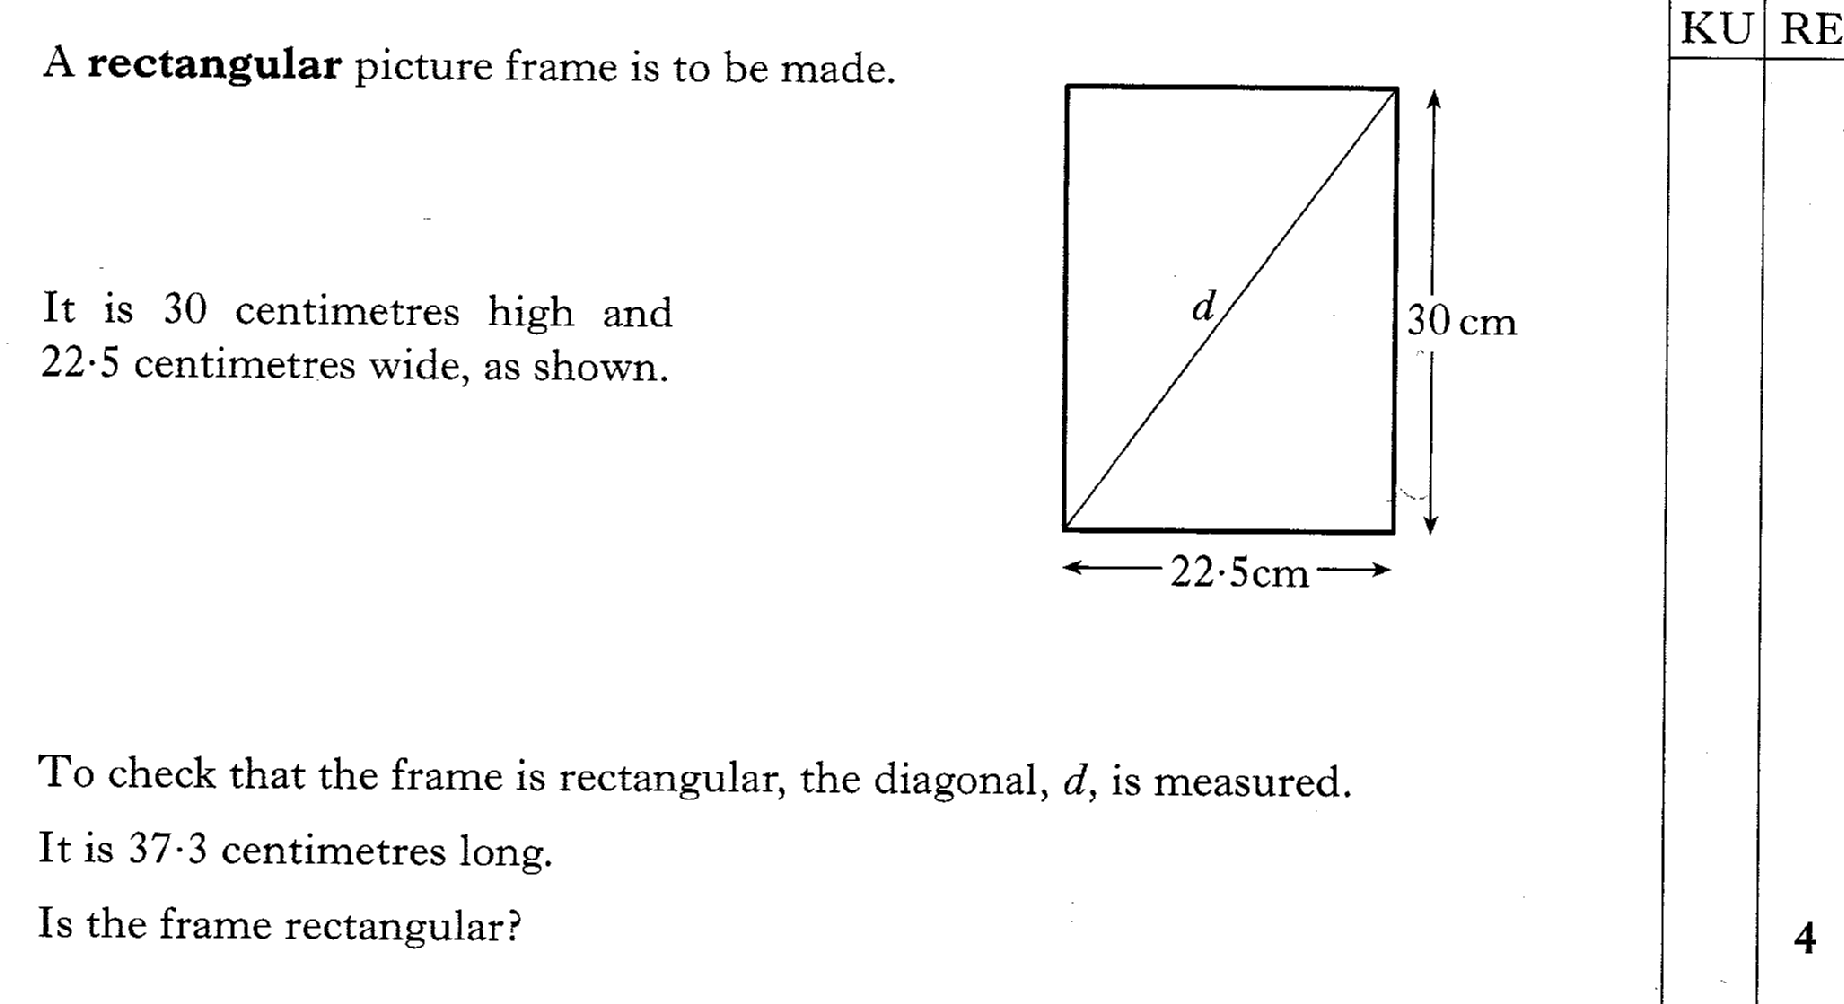 KU RE
A rectangular picture frame is to be made.
d
30 cm
It is 30 centimetres high and
22·5 centimetres wide, as shown.
22·5cm
To check that the frame is rectangular, the diagonal, d, is measured.
It is 37·3 centimetres long.
Is the frame rectangular?
4